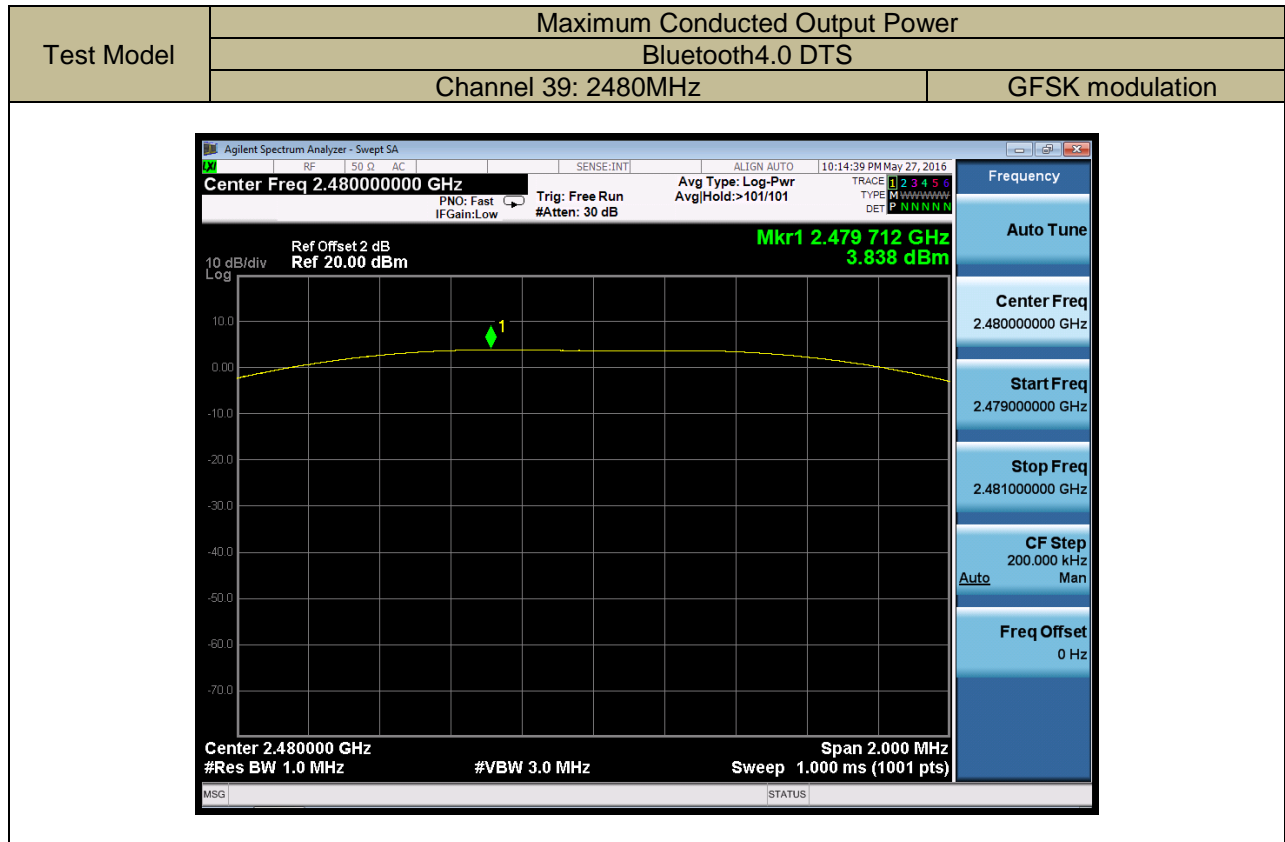 Test Model
Maximum Conducted Output Power
Bluetooth4.0 DTS
Channel 39: 2480MHz
GFSK modulation
Agilent Spectrum Analyzer - Swept SA
LXI RF 50 Ω AC SENSE:INT ALIGN AUTO 10:14:39 PM May 27, 2016
Center Freq 2.480000000 GHz
PNO: Fast
IFGain:Low
Trig: Free Run
#Atten: 30 dB
Avg Type: Log-Pwr
Avg|Hold:>101/101
TRACE 1 2 3 4 5 6
TYPE M WWWWW
DET P N N N N N
Frequency
Auto Tune
Center Freq
2.480000000 GHz
Start Freq
2.479000000 GHz
Stop Freq
2.481000000 GHz
CF Step
200.000 kHz
Auto Man
Freq Offset
0 Hz
Mkr1 2.479 712 GHz
3.838 dBm
Ref Offset 2 dB
10 dB/div Ref 20.00 dBm
Log
1
10.0
0.00
-10.0
-20.0
-30.0
-40.0
-50.0
-60.0
-70.0
Center 2.480000 GHz Span 2.000 MHz
#Res BW 1.0 MHz #VBW 3.0 MHz Sweep 1.000 ms (1001 pts)
MSG STATUS